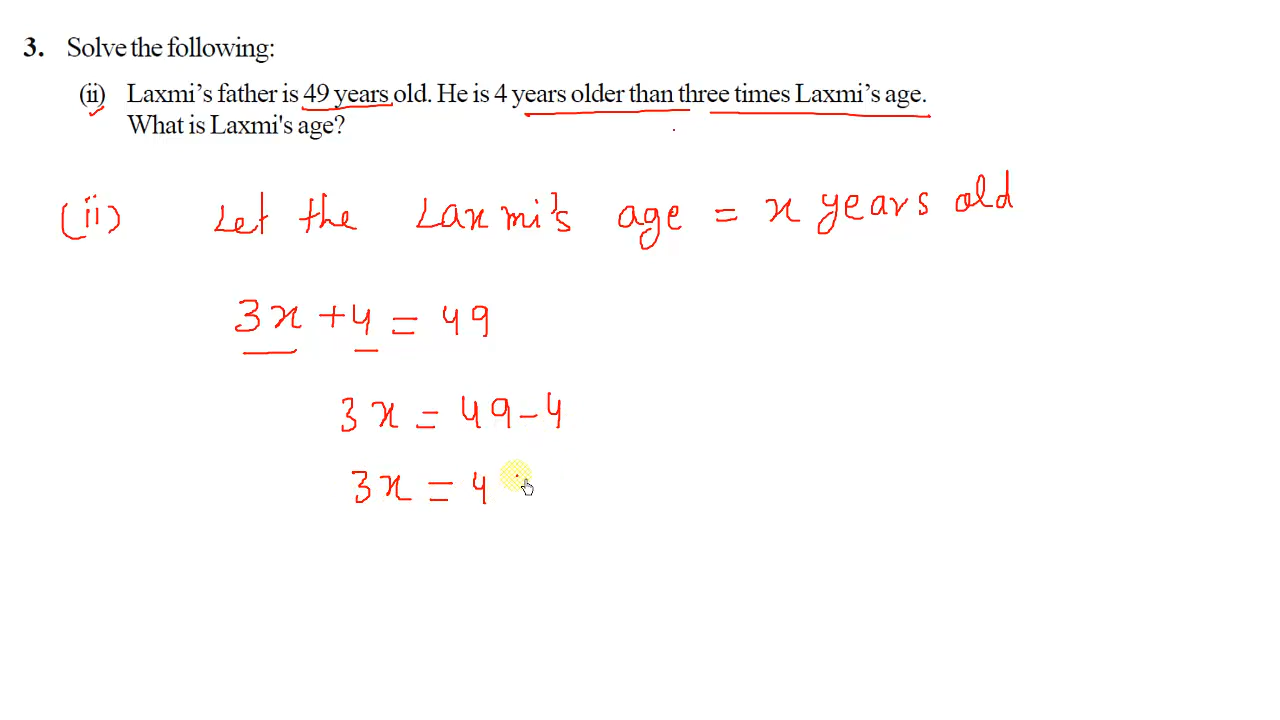 3. Solve the following:
(ii) Laxmi's father is 49 years old. He is 4 years older than three times Laxmi's age.
What is Laxmi's age?
(ii) Let the Laxmi's age = x years old
3x + 4 = 49
3x = 49 - 4
3x = 4